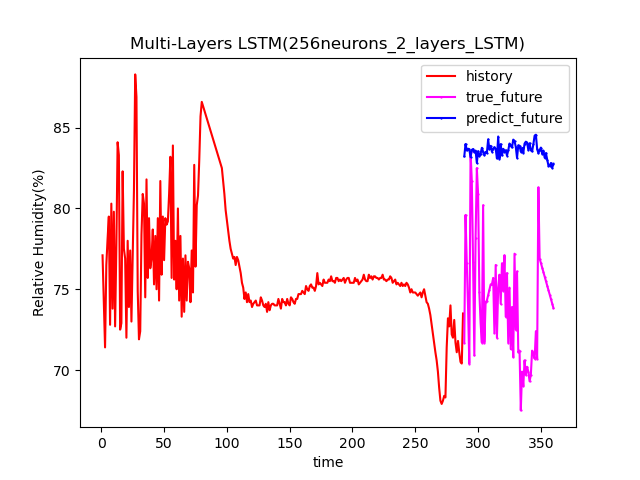 Multi-Layers LSTM(256neurons_2_layers_LSTM)
history
true_future
predict_future
Relative Humidity(%)
85
80
75
70
0
50
100
150
200
250
300
350
time